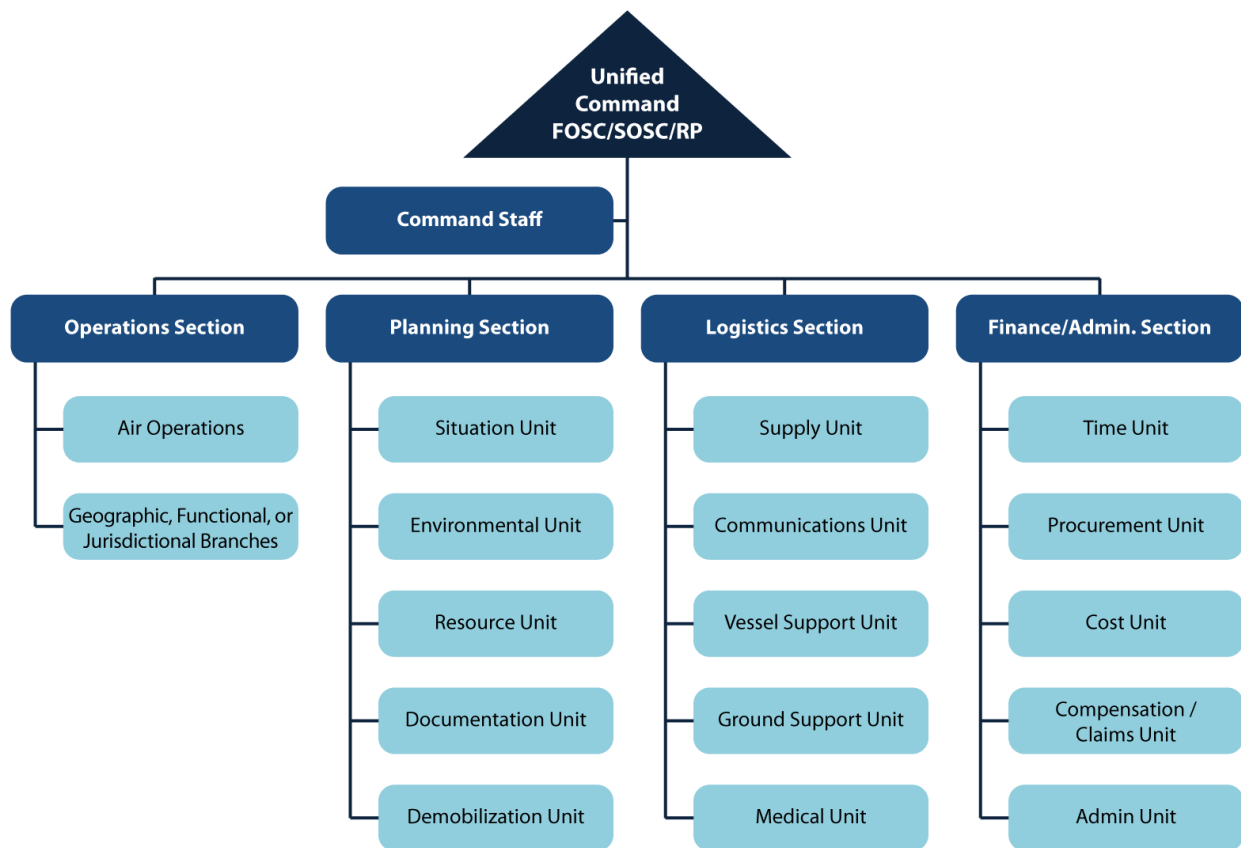 Unified
Command
FOSC/SOSC/RP
Command Staff
Operations Section
Planning Section
Logistics Section
Finance/Admin. Section
Air Operations
Situation Unit
Supply Unit
Time Unit
Geographic, Functional, or
Jurisdictional Branches
Environmental Unit
Communications Unit
Procurement Unit
Resource Unit
Vessel Support Unit
Cost Unit
Documentation Unit
Ground Support Unit
Compensation /
Claims Unit
Demobilization Unit
Medical Unit
Admin Unit